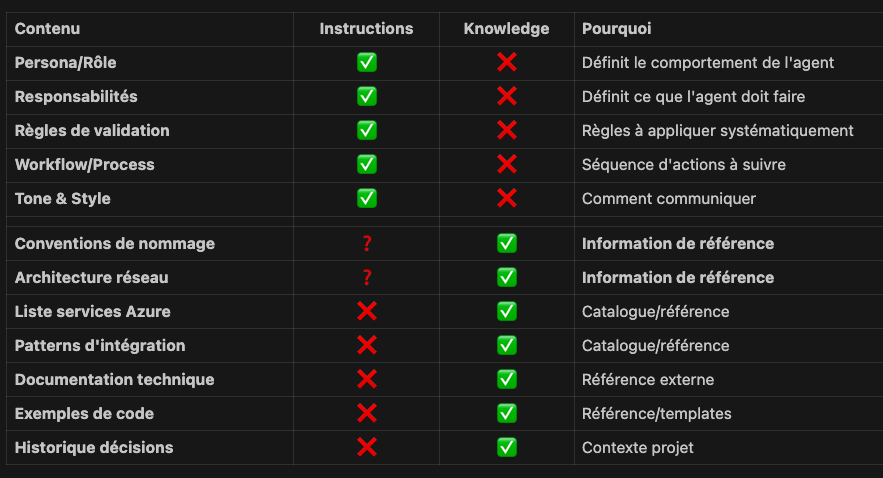 Contenu Instructions Knowledge Pourquoi
Persona/Rôle ✅ ❌ Définit le comportement de l'agent
Responsabilités ✅ ❌ Définit ce que l'agent doit faire
Règles de validation ✅ ❌ Règles à appliquer systématiquement
Workflow/Process ✅ ❌ Séquence d'actions à suivre
Tone & Style ✅ ❌ Comment communiquer
Conventions de nommage ❓ ✅ Information de référence
Architecture réseau ❓ ✅ Information de référence
Liste services Azure ❌ ✅ Catalogue/référence
Patterns d'intégration ❌ ✅ Catalogue/référence
Documentation technique ❌ ✅ Référence externe
Exemples de code ❌ ✅ Référence/templates
Historique décisions ❌ ✅ Contexte projet